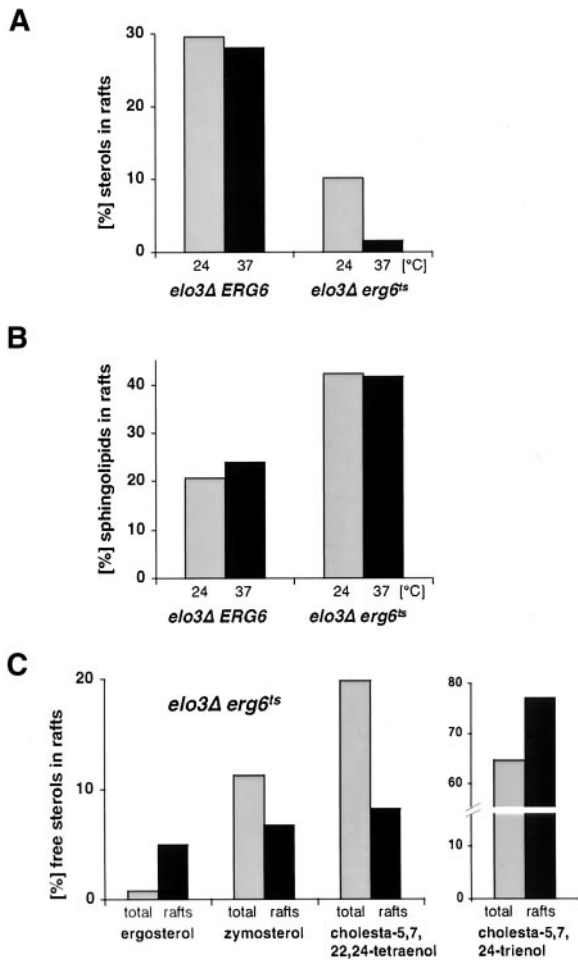 A
[%] sterols in rafts
30
20
10
0
24 37 24 37 [°C]
elo3Δ ERG6 elo3Δ erg6ts
B
[%] sphingolipids in rafts
40
30
20
10
0
24 37 24 37 [°C]
elo3Δ ERG6 elo3Δ erg6ts
C
[%] free sterols in rafts
elo3Δ erg6ts
20
10
0
80
70
60
10
0
total rafts total rafts total rafts total rafts
ergosterol zymosterol cholesta-5,7, cholesta-5,7,
22,24-tetraenol 24-trienol